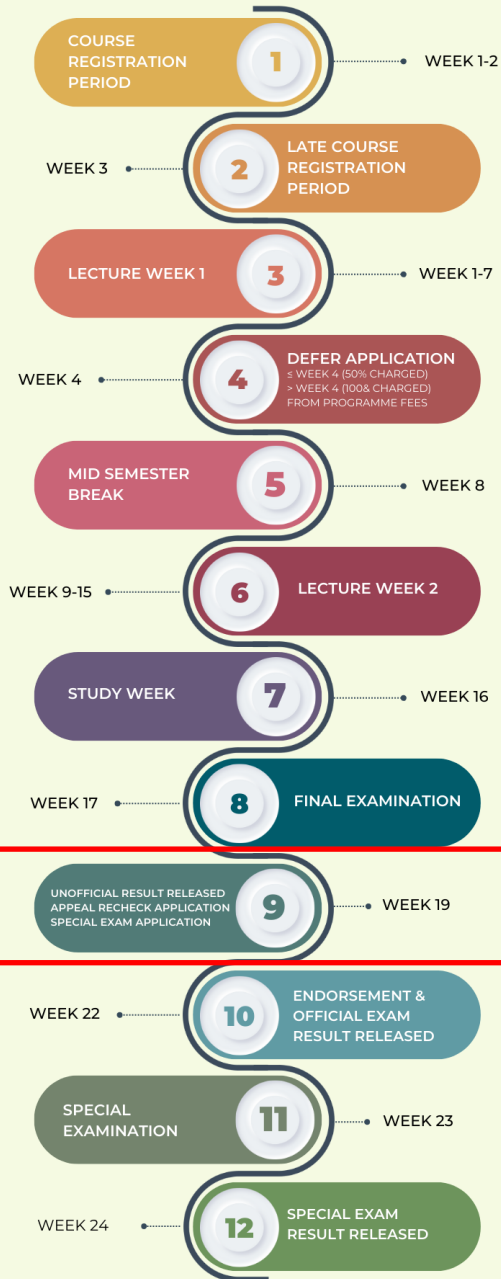 COURSE
REGISTRATION
PERIOD
1
WEEK 1-2
WEEK 3
2
LATE COURSE
REGISTRATION
PERIOD
LECTURE WEEK 1
3
WEEK 1-7
WEEK 4
4
DEFER APPLICATION
≤ WEEK 4 (50% CHARGED)
> WEEK 4 (100& CHARGED)
FROM PROGRAMME FEES
MID SEMESTER
BREAK
5
WEEK 8
WEEK 9-15
6
LECTURE WEEK 2
STUDY WEEK
7
WEEK 16
WEEK 17
8
FINAL EXAMINATION
UNOFFICIAL RESULT RELEASED
APPEAL RECHECK APPLICATION
SPECIAL EXAM APPLICATION
9
WEEK 19
WEEK 22
10
ENDORSEMENT &
OFFICIAL EXAM
RESULT RELEASED
SPECIAL
EXAMINATION
11
WEEK 23
WEEK 24
12
SPECIAL EXAM
RESULT RELEASED